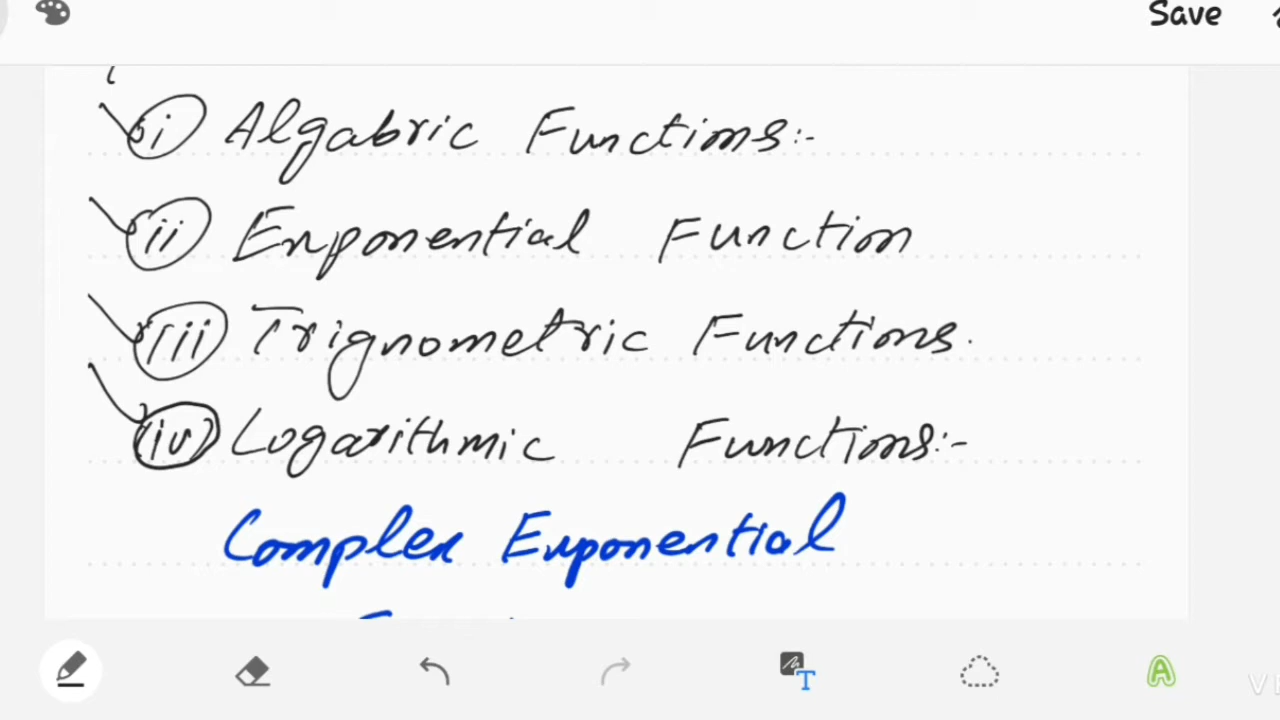 Save
(i) Algabric Functions:-
(ii) Exponential Function
(iii) Trignometric Functions.
(iv) Logarithmic Functions:-
Complex Exponential